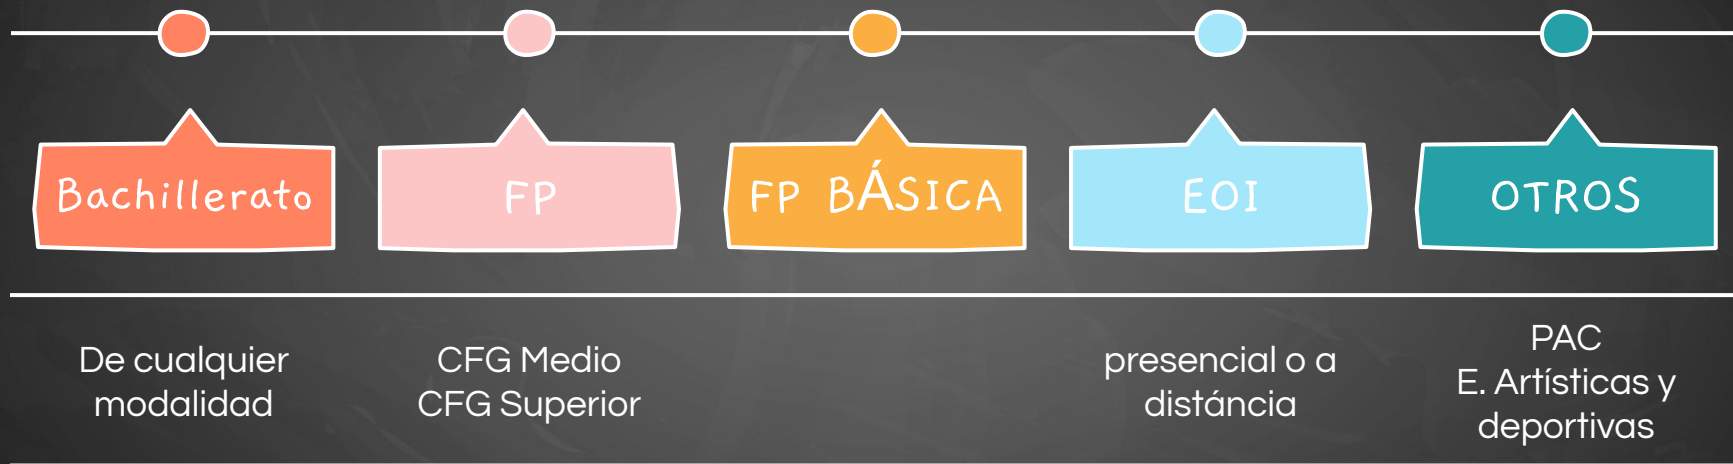 Bachillerato
FP
FP BÁSICA
EOI
OTROS
De cualquier
modalidad
CFG Medio
CFG Superior
presencial o a
distáncia
PAC
E. Artísticas y
deportivas